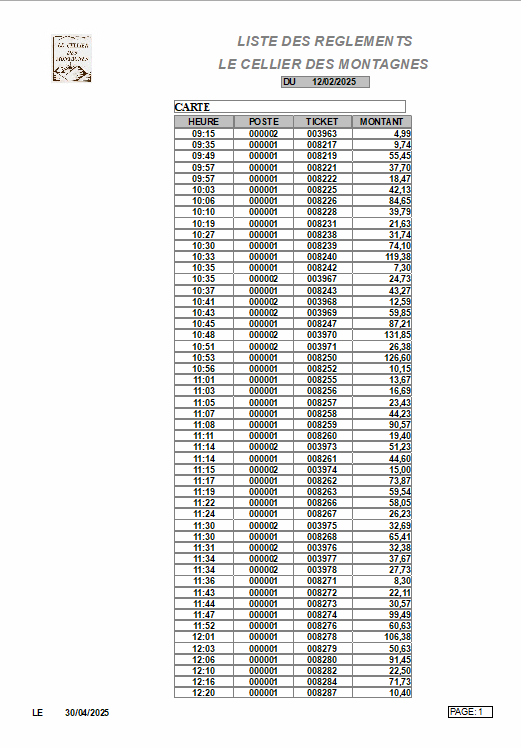 LE CELLIER
DES
MONTAGNES
LISTE DES REGLEMENTS
LE CELLIER DES MONTAGNES
DU 12/02/2025
CARTE
HEURE POSTE TICKET MONTANT
09:15 000002 003963 4,99
09:35 000001 008217 9,74
09:49 000001 008219 55,45
09:57 000001 008221 37,70
09:57 000001 008222 18,47
10:03 000001 008225 42,13
10:06 000001 008226 84,65
10:10 000001 008228 39,79
10:19 000001 008231 21,63
10:27 000001 008238 31,74
10:30 000001 008239 74,10
10:33 000001 008240 119,38
10:35 000001 008242 7,30
10:35 000002 003967 24,73
10:37 000001 008243 43,27
10:41 000002 003968 12,59
10:43 000002 003969 59,85
10:45 000001 008247 87,21
10:48 000002 003970 131,85
10:51 000002 003971 26,38
10:53 000001 008250 126,60
10:56 000001 008252 10,15
11:01 000001 008255 13,67
11:03 000001 008256 16,69
11:05 000001 008257 23,43
11:07 000001 008258 44,23
11:08 000001 008259 90,57
11:11 000001 008260 19,40
11:14 000002 003973 51,23
11:14 000001 008261 44,60
11:15 000002 003974 15,00
11:17 000001 008262 73,87
11:19 000001 008263 59,54
11:22 000001 008266 58,05
11:24 000001 008267 26,23
11:30 000002 003975 32,69
11:30 000001 008268 65,41
11:31 000002 003976 32,38
11:34 000002 003977 37,67
11:34 000002 003978 27,73
11:36 000001 008271 8,30
11:43 000001 008272 22,11
11:44 000001 008273 30,57
11:47 000001 008274 99,49
11:52 000001 008276 60,63
12:01 000001 008278 106,38
12:03 000001 008279 50,63
12:06 000001 008280 91,45
12:10 000001 008282 22,50
12:16 000001 008284 71,73
12:20 000001 008287 10,40
LE 30/04/2025 PAGE: 1